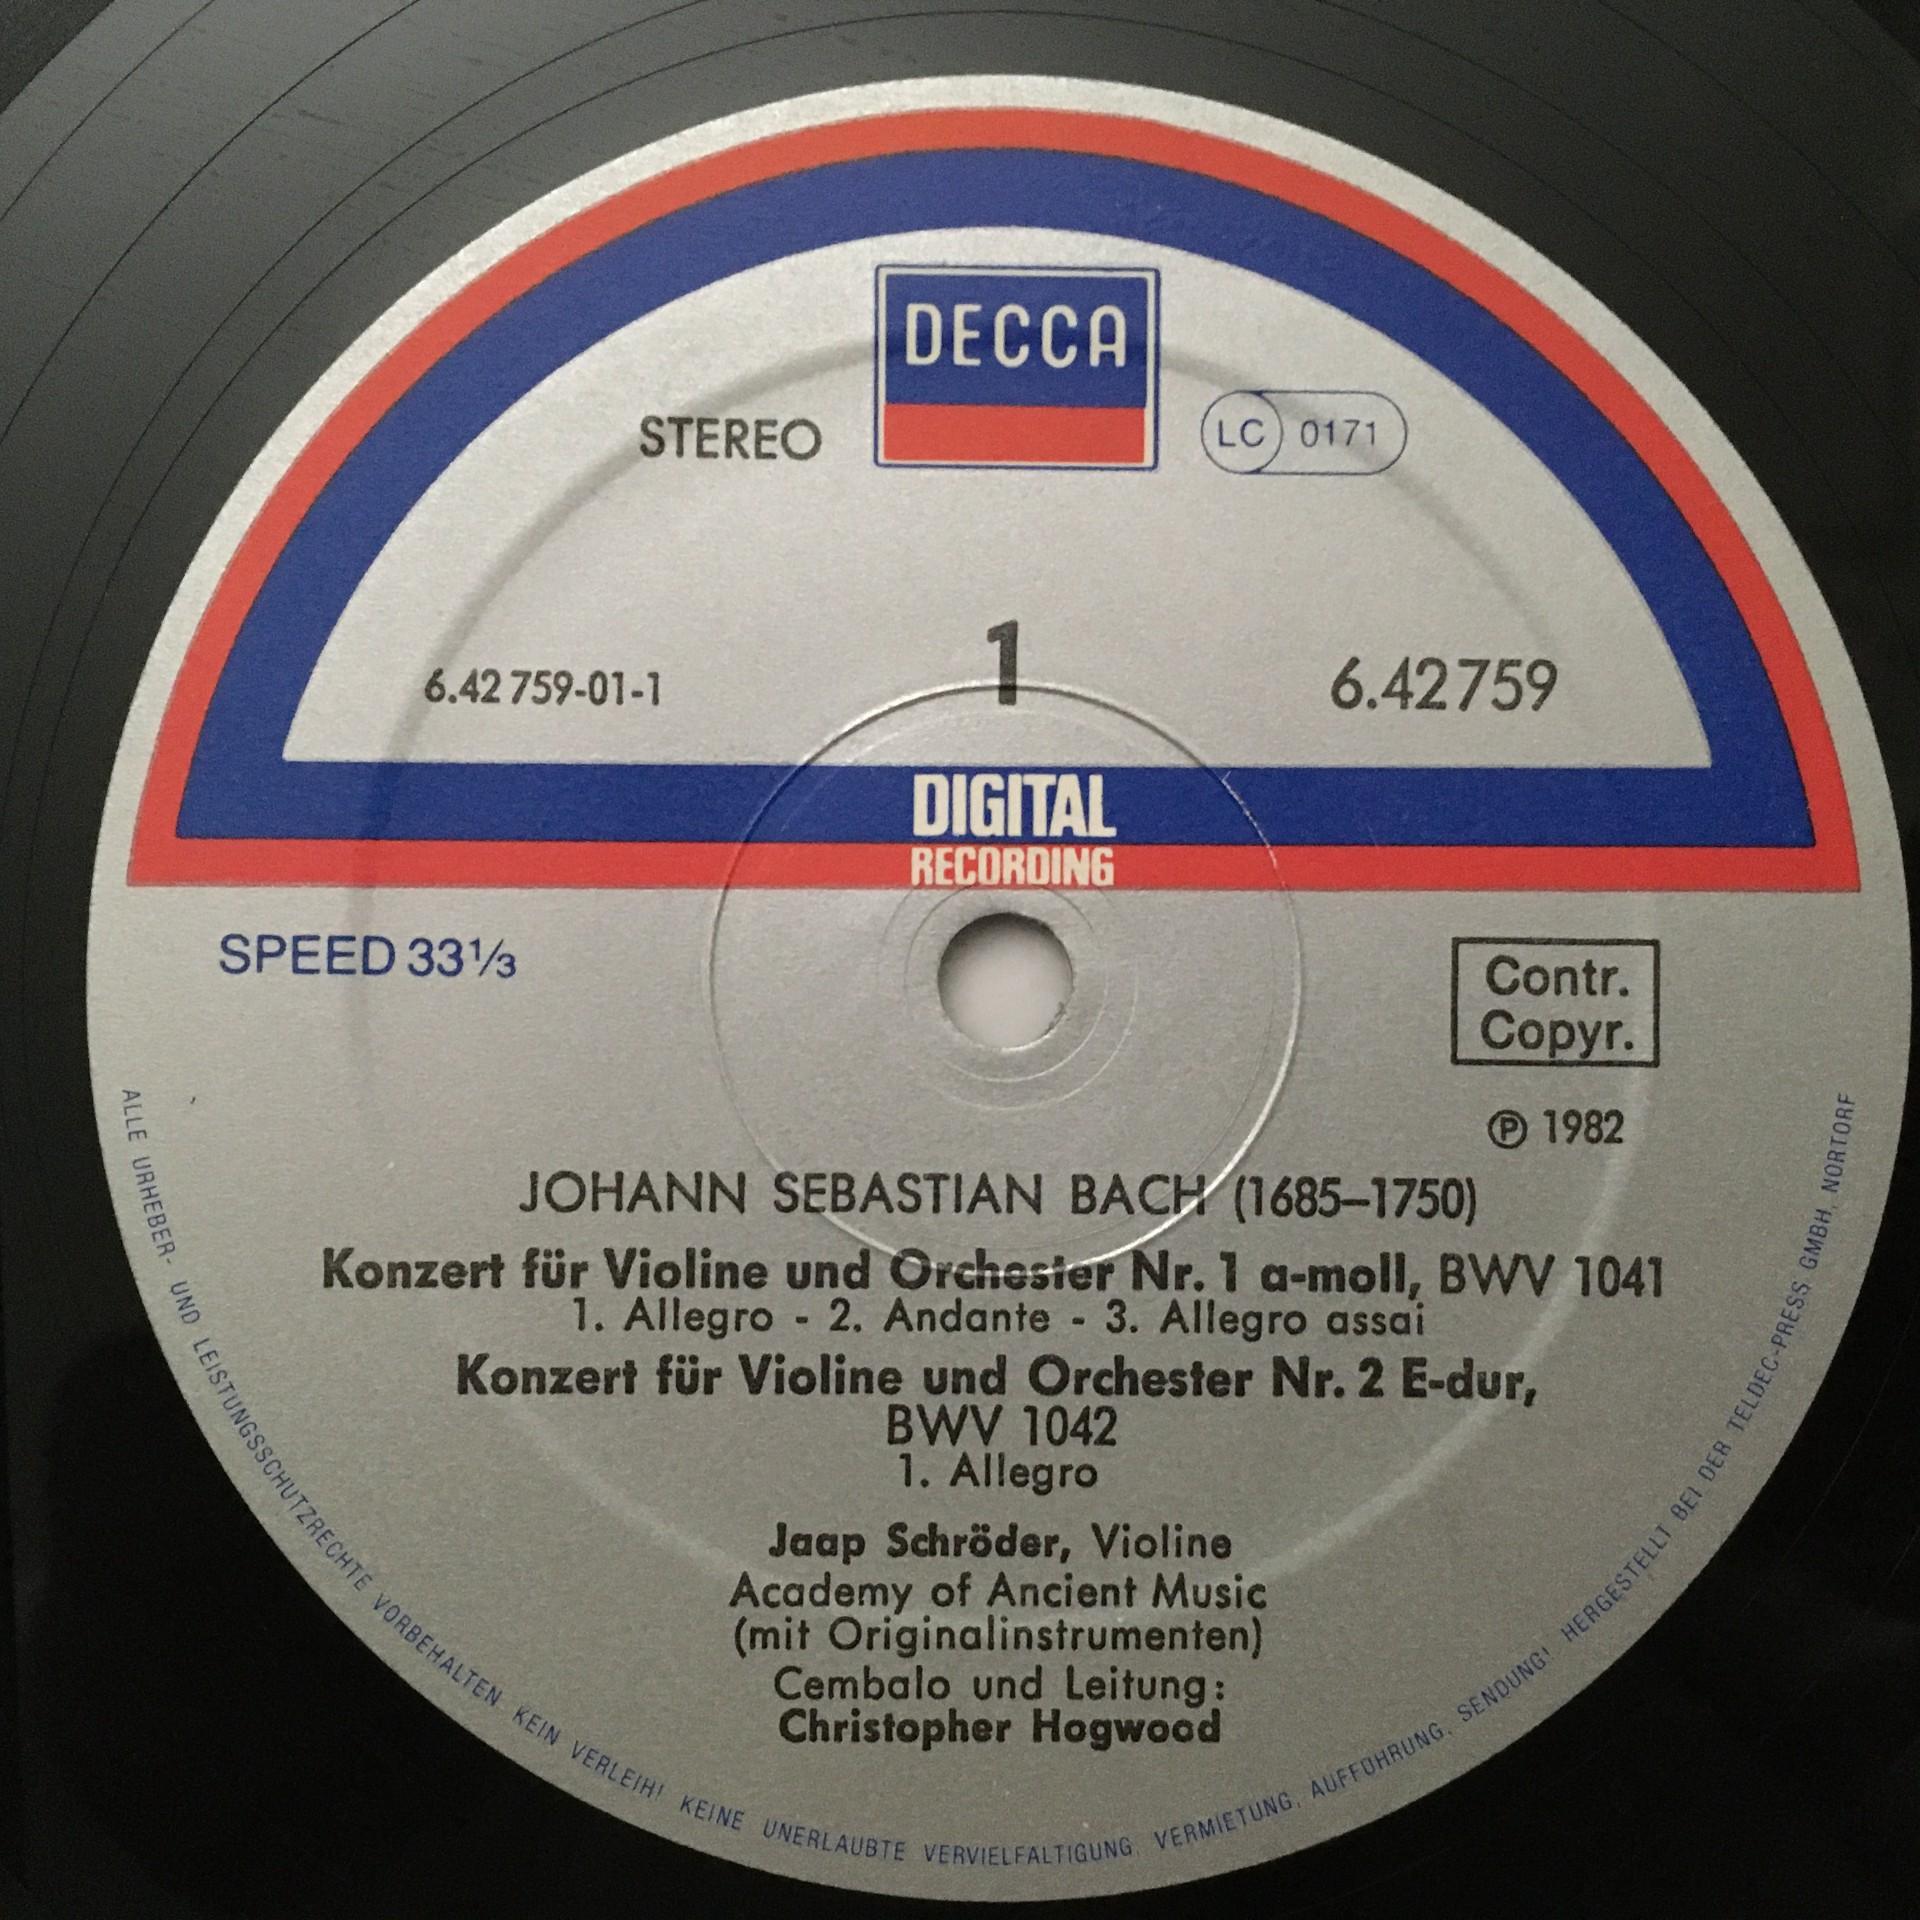 DECCA
STEREO
LC 0171
1
6.42 759-01-1
6.42759
DIGITAL
RECORDING
SPEED 33⅓
Contr.
Copyr.
℗ 1982
JOHANN SEBASTIAN BACH (1685–1750)
Konzert für Violine und Orchester Nr. 1 a-moll, BWV 1041
1. Allegro - 2. Andante - 3. Allegro assai
Konzert für Violine und Orchester Nr. 2 E-dur,
BWV 1042
1. Allegro
Jaap Schröder, Violine
Academy of Ancient Music
(mit Originalinstrumenten)
Cembalo und Leitung:
Christopher Hogwood
ALLE URHEBER- UND LEISTUNGSSCHUTZRECHTE VORBEHALTEN KEIN VERLEIH! KEINE UNERLAUBTE VERVIELFÄLTIGUNG, VERMIETUNG, AUFFÜHRUNG, SENDUNG! HERGESTELLT BEI DER TELDEC-PRESS GMBH, NORTORF